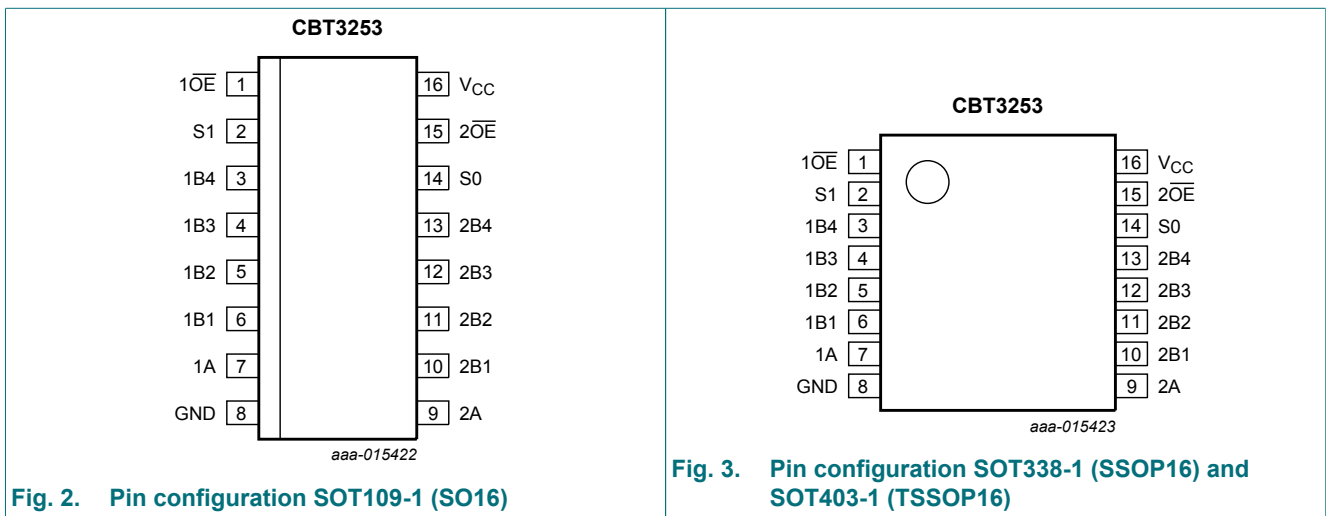 CBT3253
1O̅E̅ 1 16 VCC
S1 2 15 2O̅E̅
1B4 3 14 S0
1B3 4 13 2B4
1B2 5 12 2B3
1B1 6 11 2B2
1A 7 10 2B1
GND 8 9 2A
aaa-015422
Fig. 2. Pin configuration SOT109-1 (SO16)
CBT3253
1O̅E̅ 1 16 VCC
S1 2 15 2O̅E̅
1B4 3 14 S0
1B3 4 13 2B4
1B2 5 12 2B3
1B1 6 11 2B2
1A 7 10 2B1
GND 8 9 2A
aaa-015423
Fig. 3. Pin configuration SOT338-1 (SSOP16) and
SOT403-1 (TSSOP16)